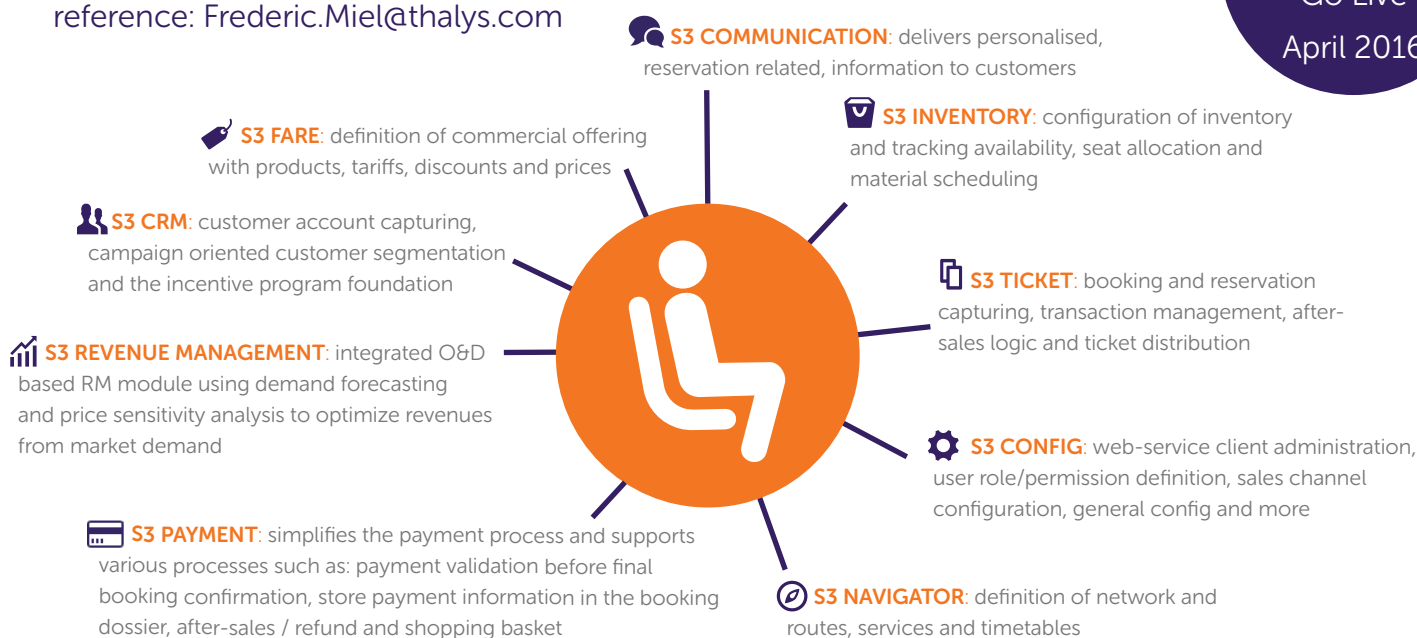 reference: Frederic.Miel@thalys.com
Go Live
April 2016
S3 COMMUNICATION: delivers personalised,
reservation related, information to customers
S3 FARE: definition of commercial offering
with products, tariffs, discounts and prices
S3 INVENTORY: configuration of inventory
and tracking availability, seat allocation and
material scheduling
S3 CRM: customer account capturing,
campaign oriented customer segmentation
and the incentive program foundation
S3 TICKET: booking and reservation
capturing, transaction management, after-
sales logic and ticket distribution
S3 REVENUE MANAGEMENT: integrated O&D
based RM module using demand forecasting
and price sensitivity analysis to optimize revenues
from market demand
S3 CONFIG: web-service client administration,
user role/permission definition, sales channel
configuration, general config and more
S3 PAYMENT: simplifies the payment process and supports
various processes such as: payment validation before final
booking confirmation, store payment information in the booking
dossier, after-sales / refund and shopping basket
S3 NAVIGATOR: definition of network and
routes, services and timetables